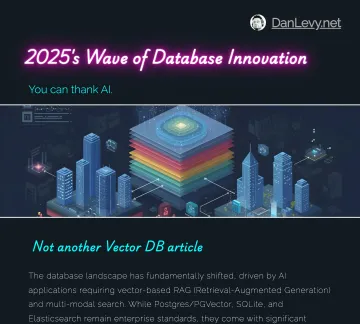 DanLevy.net
2025's Wave of Database Innovation
You can thank AI.
Not another Vector DB article
The database landscape has fundamentally shifted, driven by AI
applications requiring vector-based RAG (Retrieval-Augmented Generation)
and multi-modal search. While Postgres/PGVector, SQLite, and
Elasticsearch remain enterprise standards, they come with significant